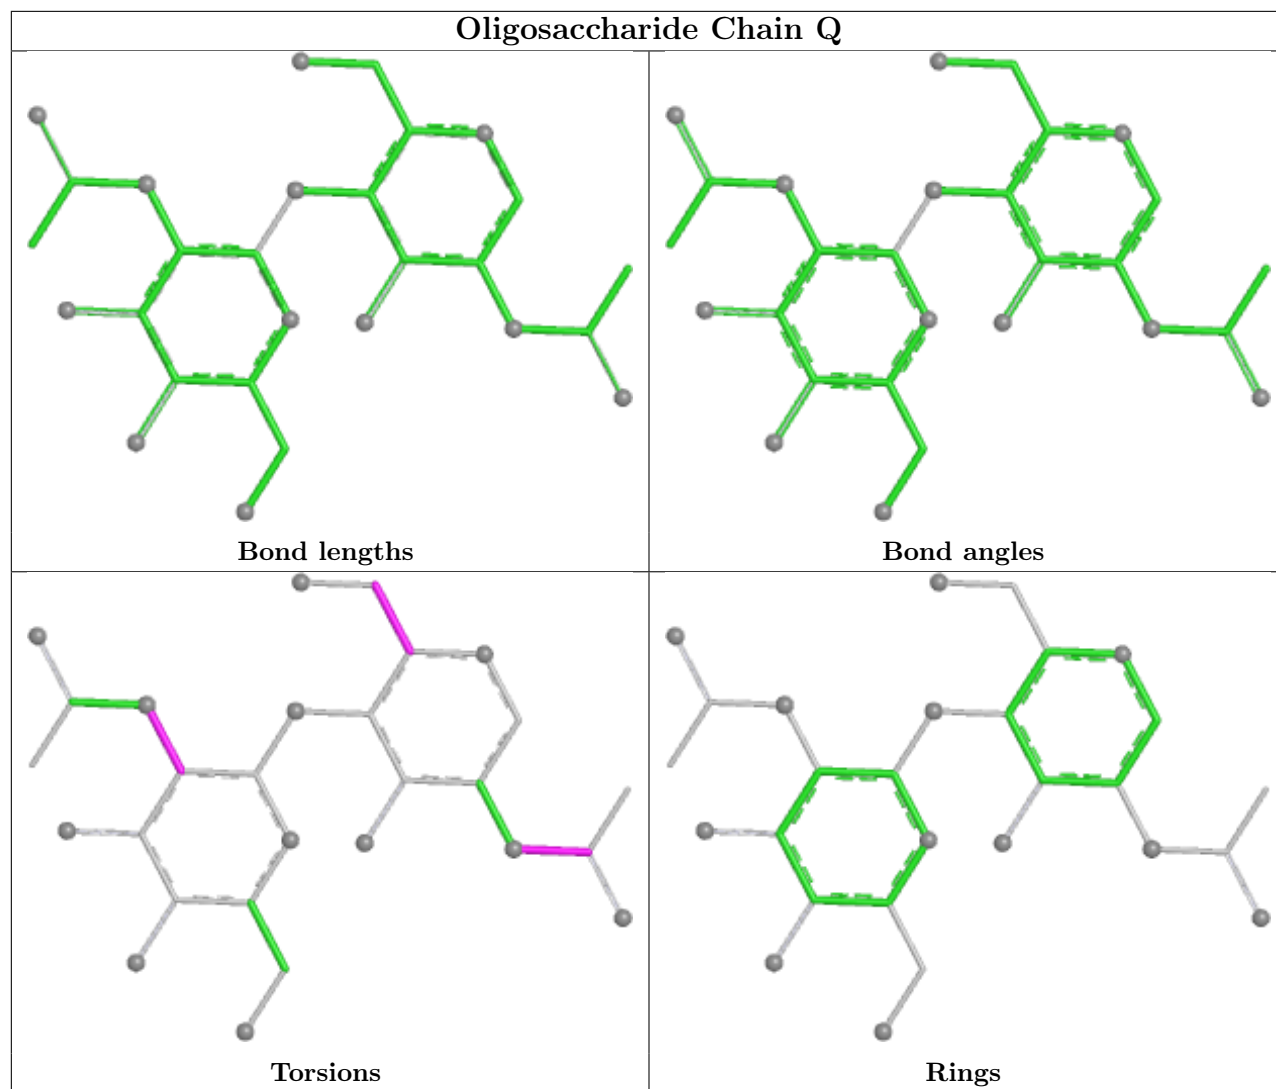 Oligosaccharide Chain Q
Bond lengths
Bond angles
Torsions
Rings